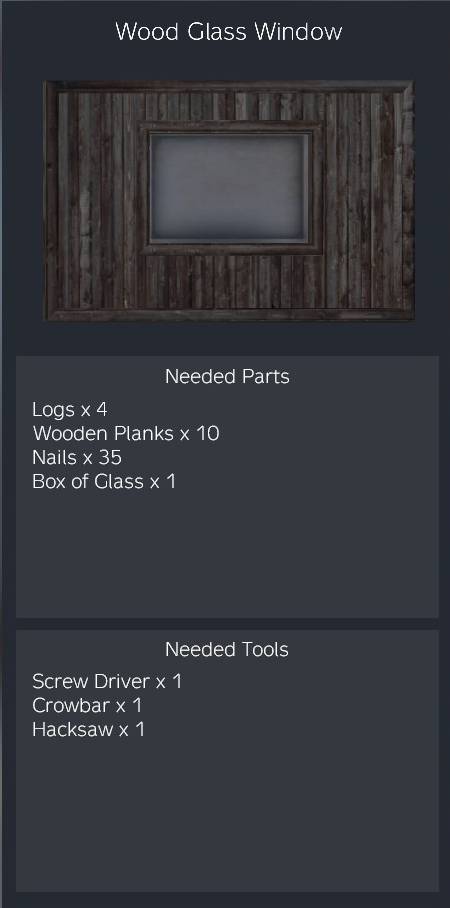 Wood Glass Window
Needed Parts
Logs x 4
Wooden Planks x 10
Nails x 35
Box of Glass x 1
Needed Tools
Screw Driver x 1
Crowbar x 1
Hacksaw x 1